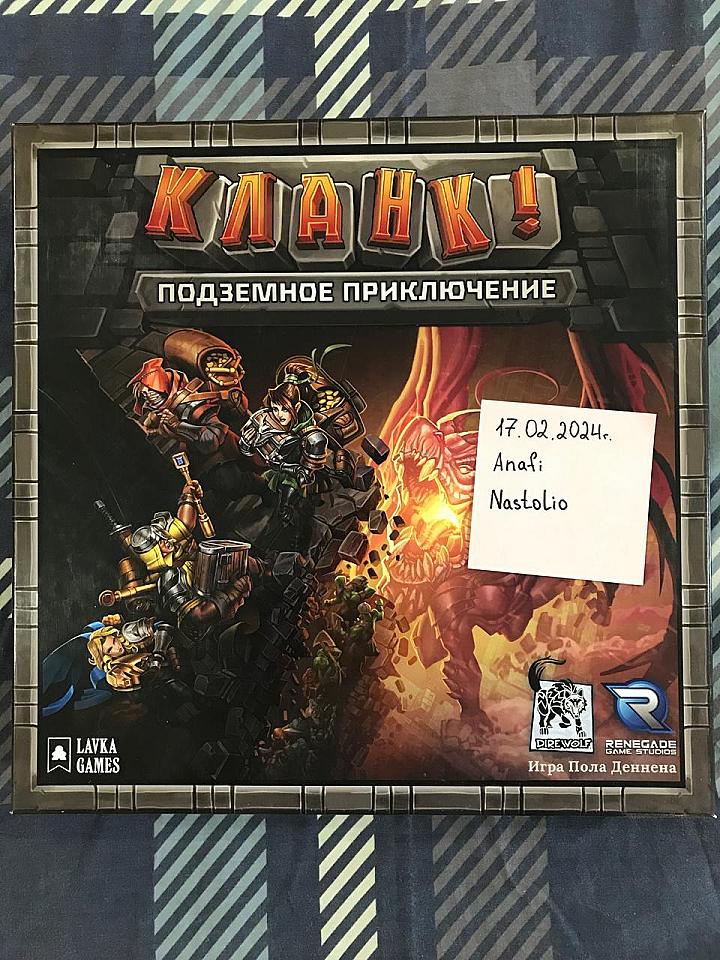 КЛАНК!
ПОДЗЕМНОЕ ПРИКЛЮЧЕНИЕ
17.02.2024г.
Anafi
Nastolio
LAVKA
GAMES
DIREWOLF
RENEGADE
GAME STUDIOS
Игра Пола Деннена